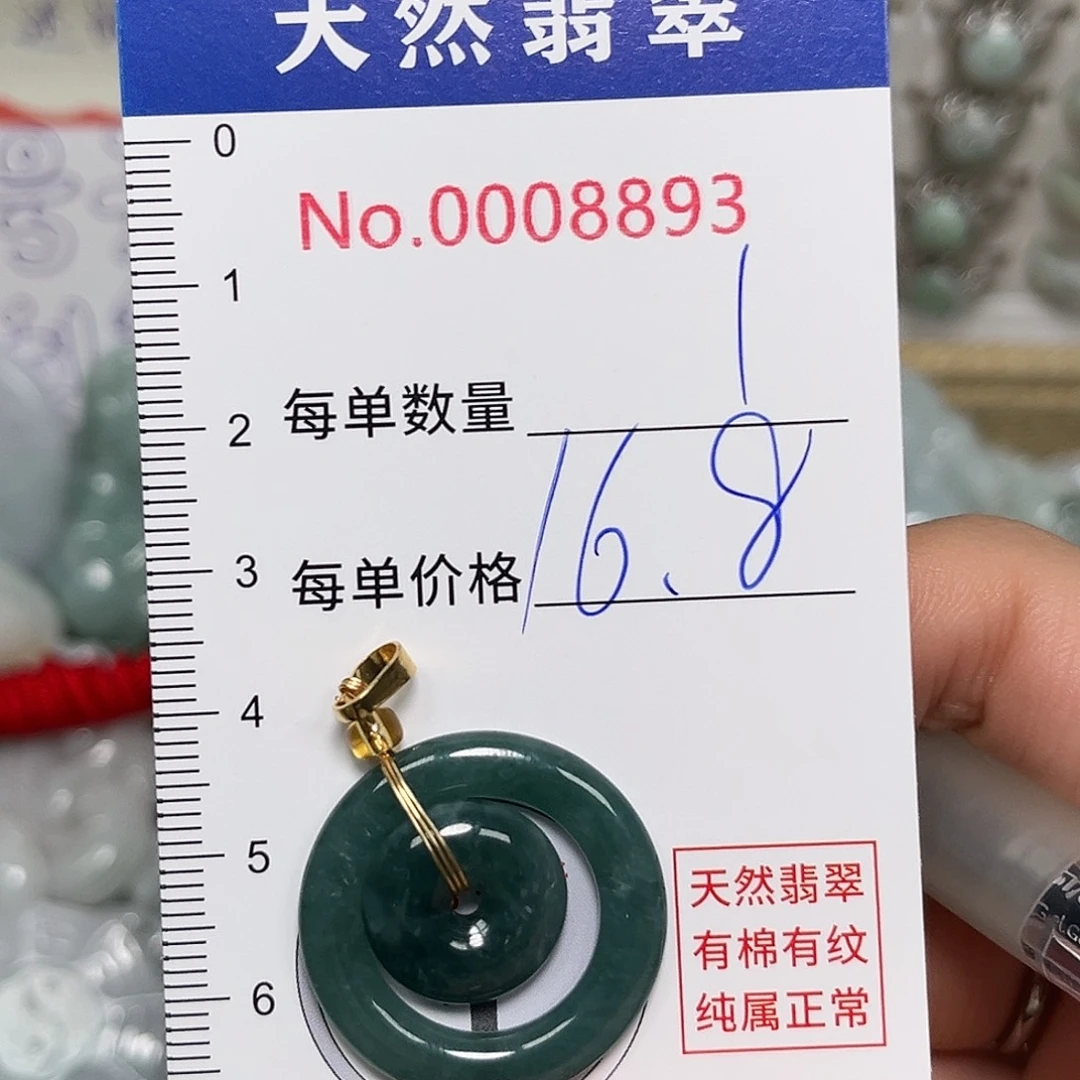 天然翡翠
0
No.0008893
1
每单数量 1
2
每单价格 16.8
3
4
5
6
天然翡翠
有棉有纹
纯属正常